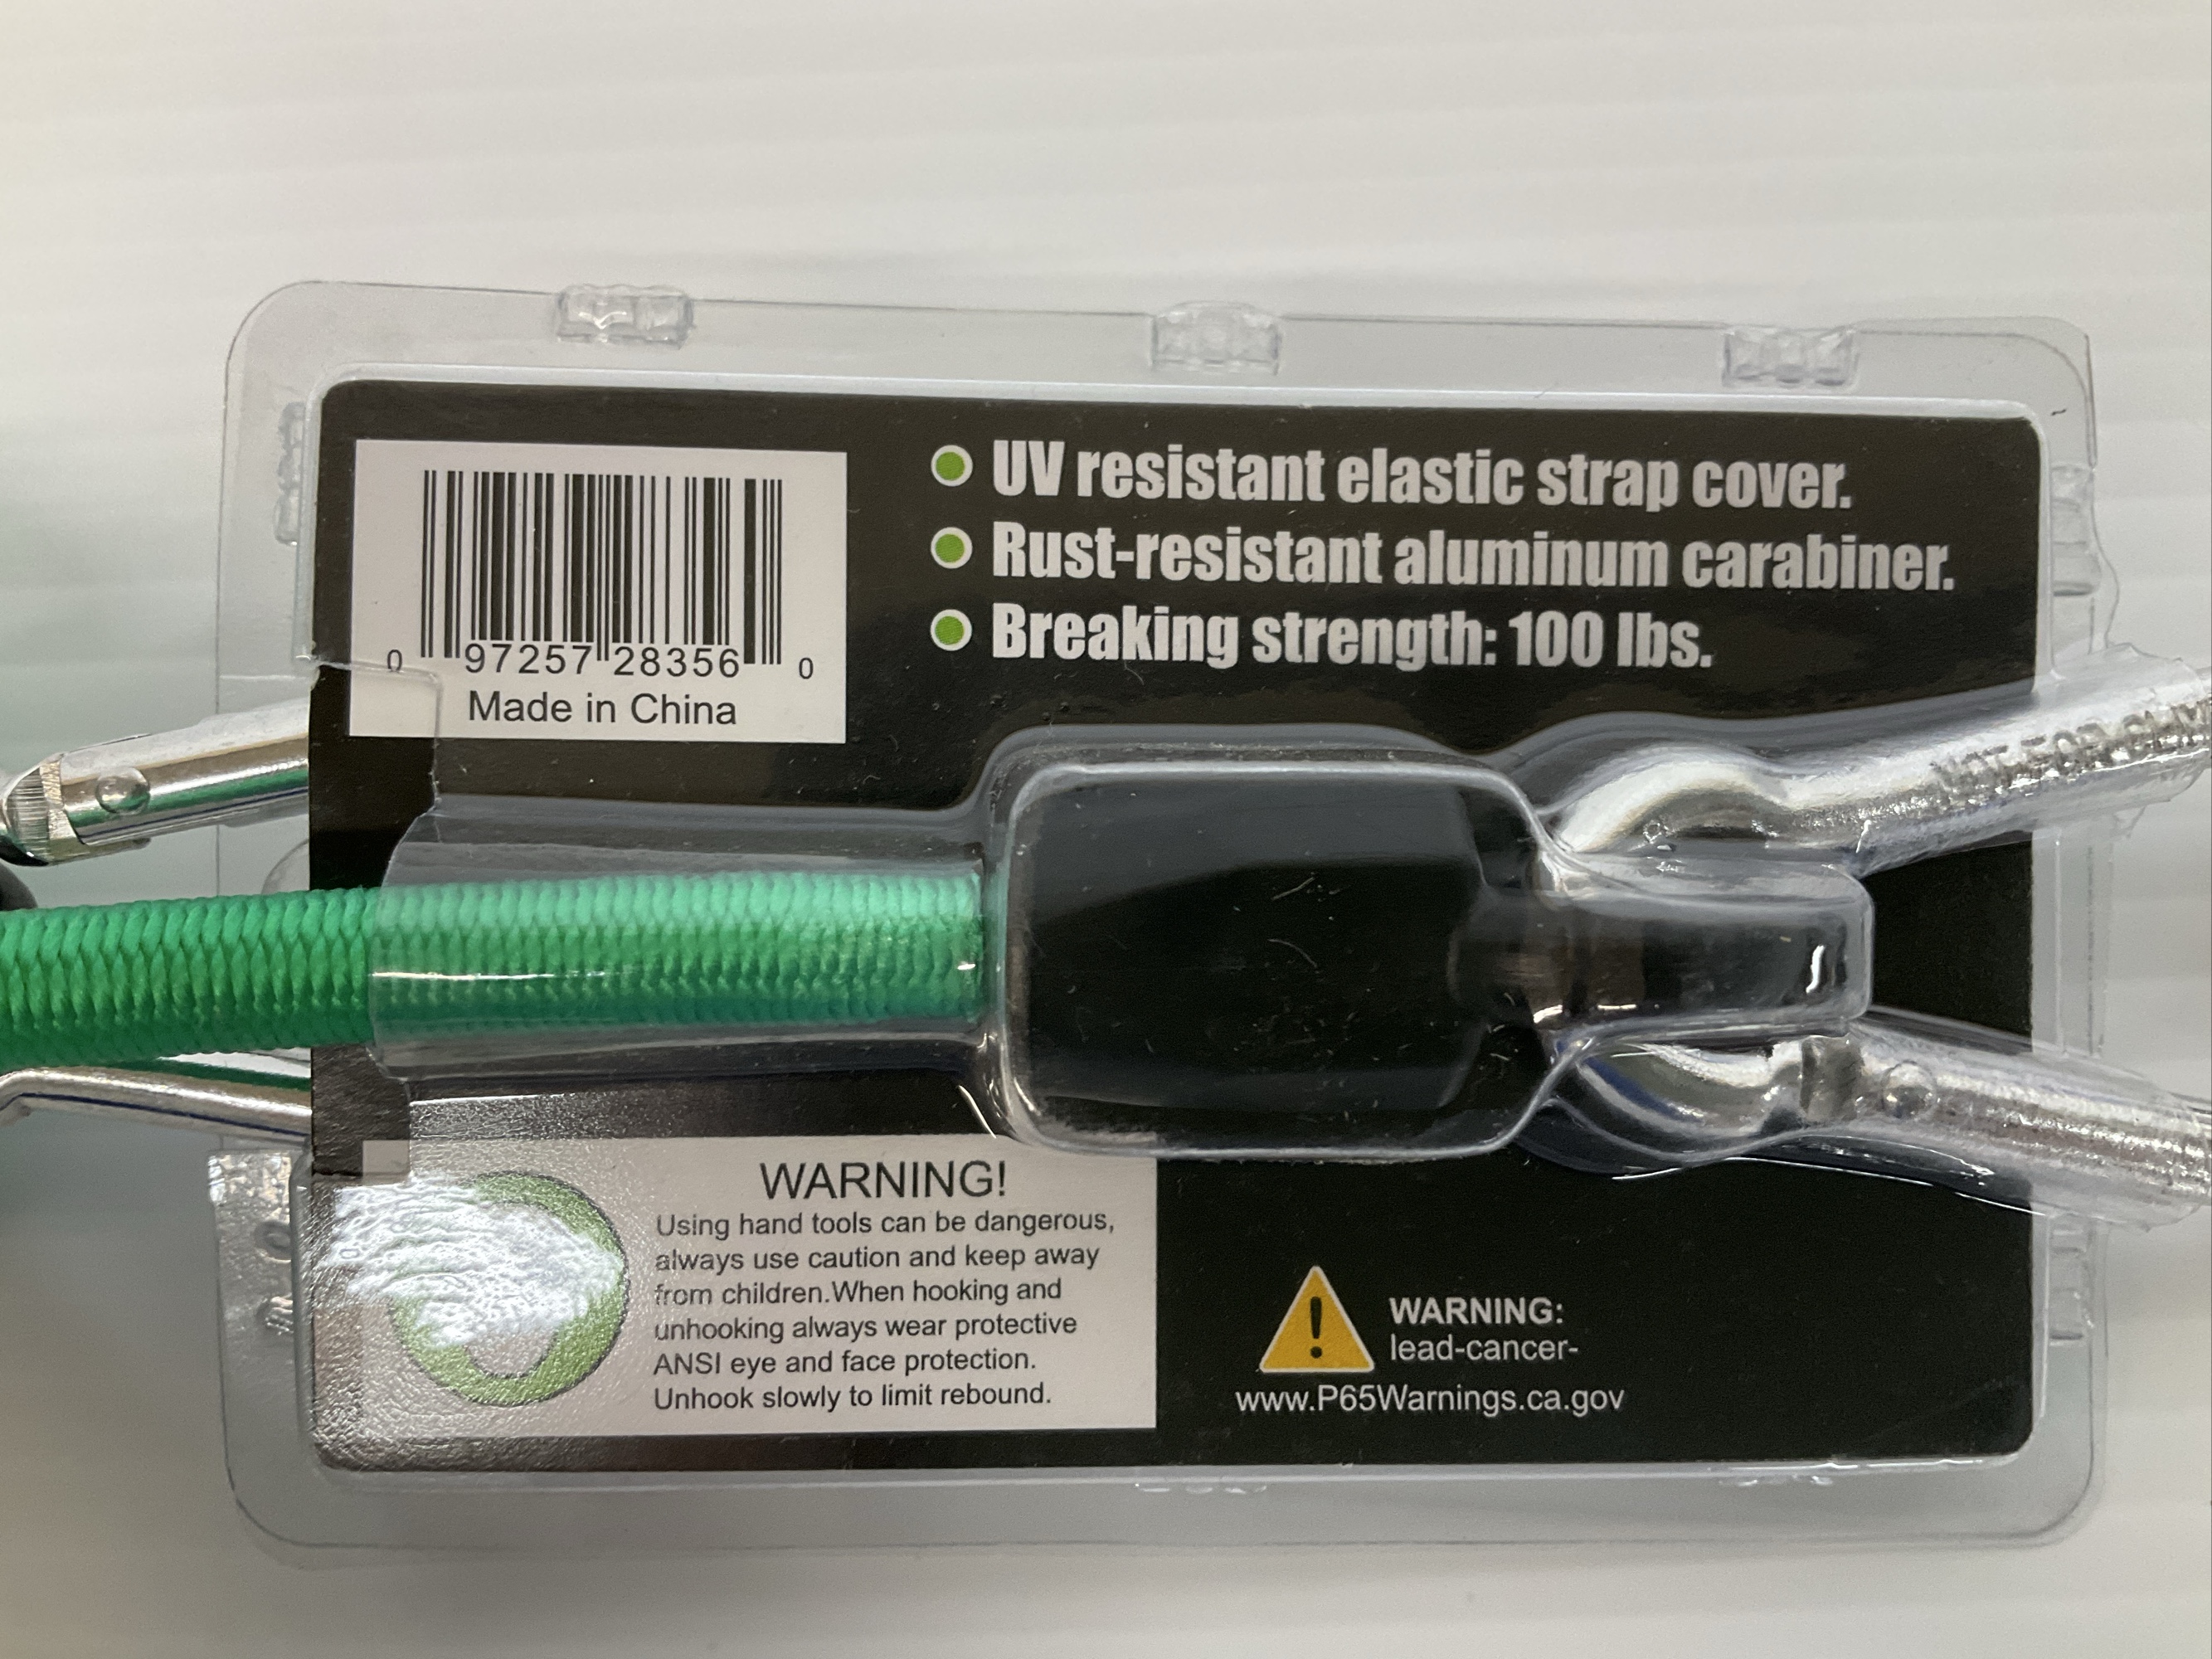 UV resistant elastic strap cover.
Rust-resistant aluminum carabiner.
Breaking strength: 100 lbs.
0 97257 28356 0
Made in China
WARNING!
Using hand tools can be dangerous,
always use caution and keep away
from children.When hooking and
unhooking always wear protective
ANSI eye and face protection.
Unhook slowly to limit rebound.
WARNING:
lead-cancer-
www.P65Warnings.ca.gov
NOT FOR